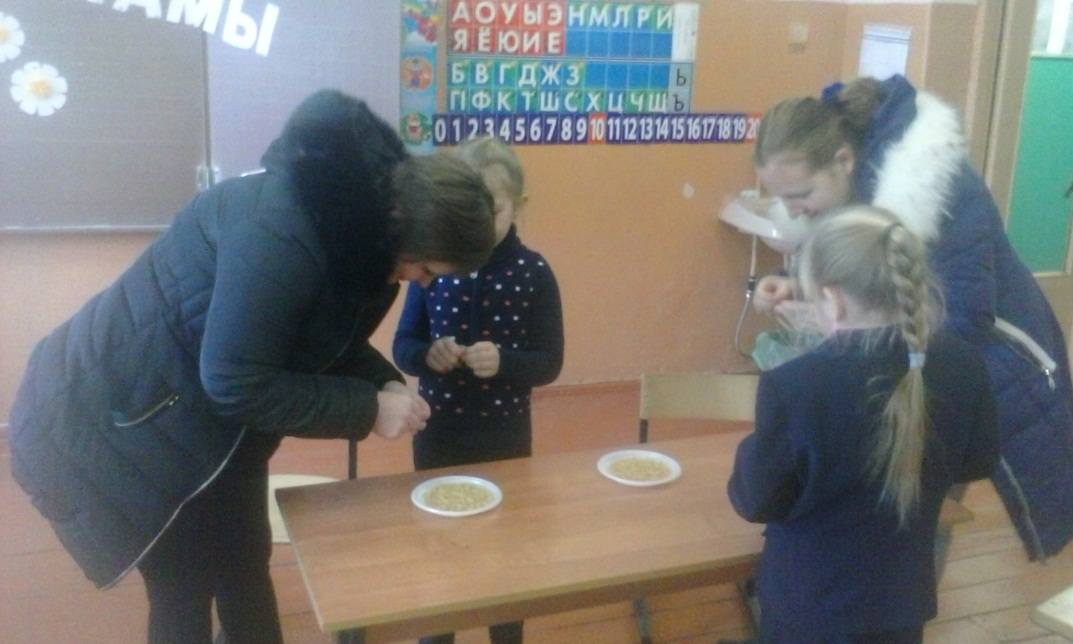 АМЫ
А О У Ы Э Н М Л Р Й
Я Ё Ю И Е
Б В Г Д Ж З Ь
П Ф К Т Ш С Х Ц Ч Щ Ъ
0 1 2 3 4 5 6 7 8 9 10 11 12 13 14 15 16 17 18 19 20